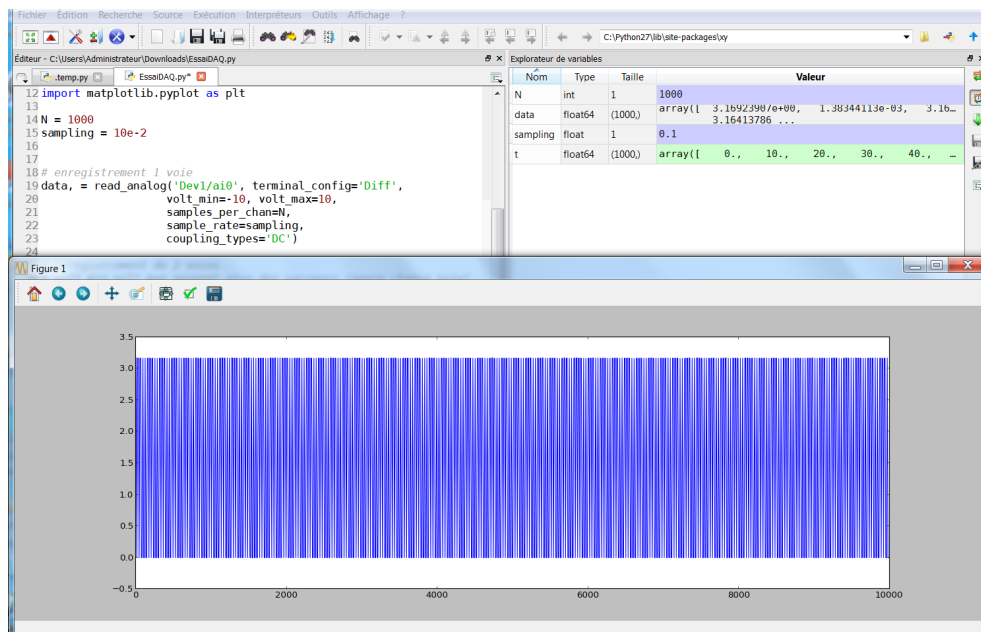 Fichier Édition Recherche Source Exécution Interpréteurs Outils Affichage ?
C:\Python27\lib\site-packages\xy
Éditeur - C:\Users\Administrateur\Downloads\EssaiDAQ.py
Explorateur de variables
.temp.py
EssaiDAQ.py*
Nom Type Taille Valeur
N int 1 1000
data float64 (1000,) array([ 3.16923907e+00, 1.38344113e-03, 3.16…
3.16413786 ...
sampling float 1 0.1
t float64 (1000,) array([ 0., 10., 20., 30., 40., …
12 import matplotlib.pyplot as plt
13
14 N = 1000
15 sampling = 10e-2
16
17
18 # enregistrement 1 voie
19 data, = read_analog('Dev1/ai0', terminal_config='Diff',
20 volt_min=-10, volt_max=10,
21 samples_per_chan=N,
22 sample_rate=sampling,
23 coupling_types='DC')
24
Figure 1
3.5
3.0
2.5
2.0
1.5
1.0
0.5
0.0
−0.5
0 2000 4000 6000 8000 10000